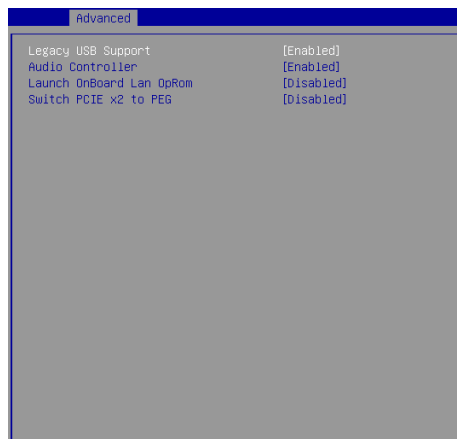 Advanced
Legacy USB Support [Enabled]
Audio Controller [Enabled]
Launch OnBoard Lan OpRom [Disabled]
Switch PCIE x2 to PEG [Disabled]